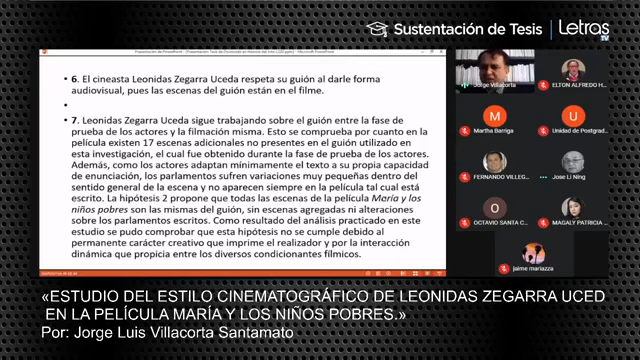 Sustentación de Tesis
Letras
TV
• 6. El cineasta Leonidas Zegarra Uceda respeta su guión al darle forma
audiovisual, pues las escenas del guión están en el filme.
•
• 7. Leonidas Zegarra Uceda sigue trabajando sobre el guión entre la fase de
prueba de los actores y la filmación misma. Esto se comprueba por cuanto en la
película existen 17 escenas adicionales no presentes en el guión utilizado en
esta investigación, el cual fue obtenido durante la fase de prueba de los actores.
Además, como los actores adaptan mínimamente el texto a su propia capacidad
de enunciación, los parlamentos sufren variaciones muy pequeñas dentro del
sentido general de la escena y no aparecen siempre en la película tal cual está
escrito. La hipótesis 2 propone que todas las escenas de la película María y los
niños pobres son las mismas del guión, sin escenas agregadas ni alteraciones
sobre los parlamentos escritos. Como resultado del análisis practicado en este
estudio se pudo comprobar que esta hipótesis no se cumple debido al
permanente carácter creativo que imprime el realizador y por la interacción
dinámica que propicia entre los diversos condicionantes fílmicos.
Jorge Villacorta
ELTON ALFREDO H...
M
Martha Barriga
U
Unidad de Postgrad...
FERNANDO VILLEG...
Jose Li Ning
O
OCTAVIO SANTA C...
MAGALY PATRICIA ...
jaime mariazza
«ESTUDIO DEL ESTILO CINEMATOGRÁFICO DE LEONIDAS ZEGARRA UCED
EN LA PELÍCULA MARÍA Y LOS NIÑOS POBRES.»
Por: Jorge Luis Villacorta Santamato